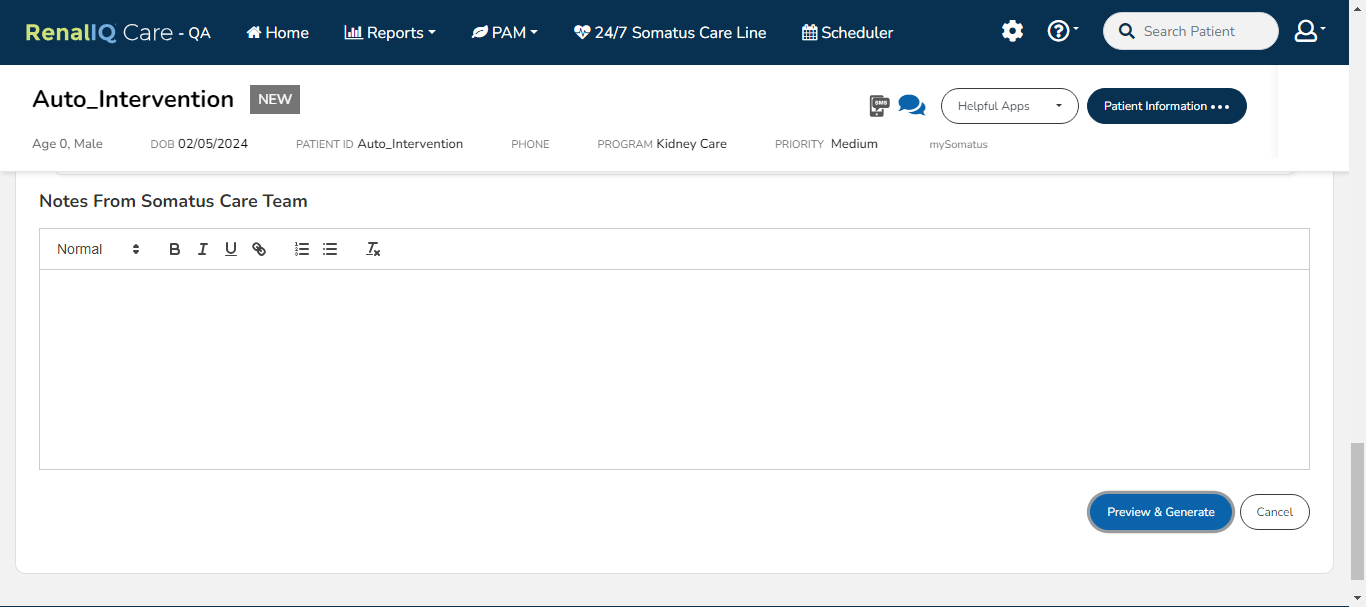 RenalIQ Care - QA Home Reports PAM 24/7 Somatus Care Line Scheduler Search Patient
Auto_Intervention NEW
SMS Helpful Apps Patient Information
Age 0, Male DOB 02/05/2024 PATIENT ID Auto_Intervention PHONE PROGRAM Kidney Care PRIORITY Medium mySomatus
Notes From Somatus Care Team
Normal B I U Tx
Preview & Generate Cancel